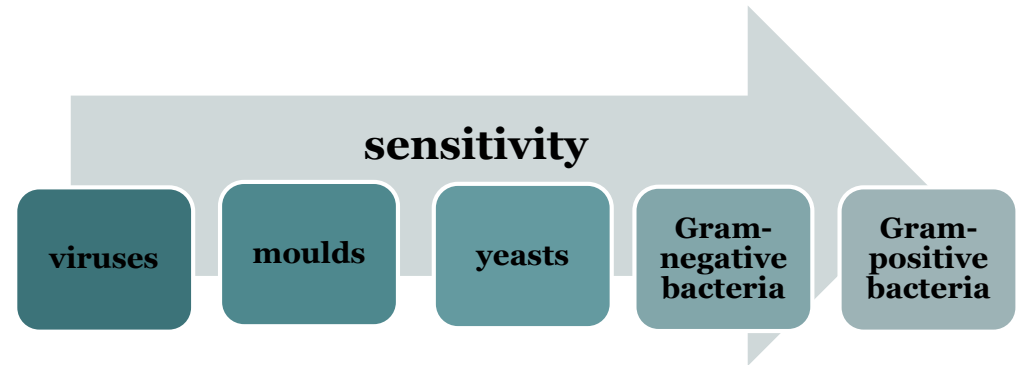 sensitivity
viruses
moulds
yeasts
Gram-
negative
bacteria
Gram-
positive
bacteria